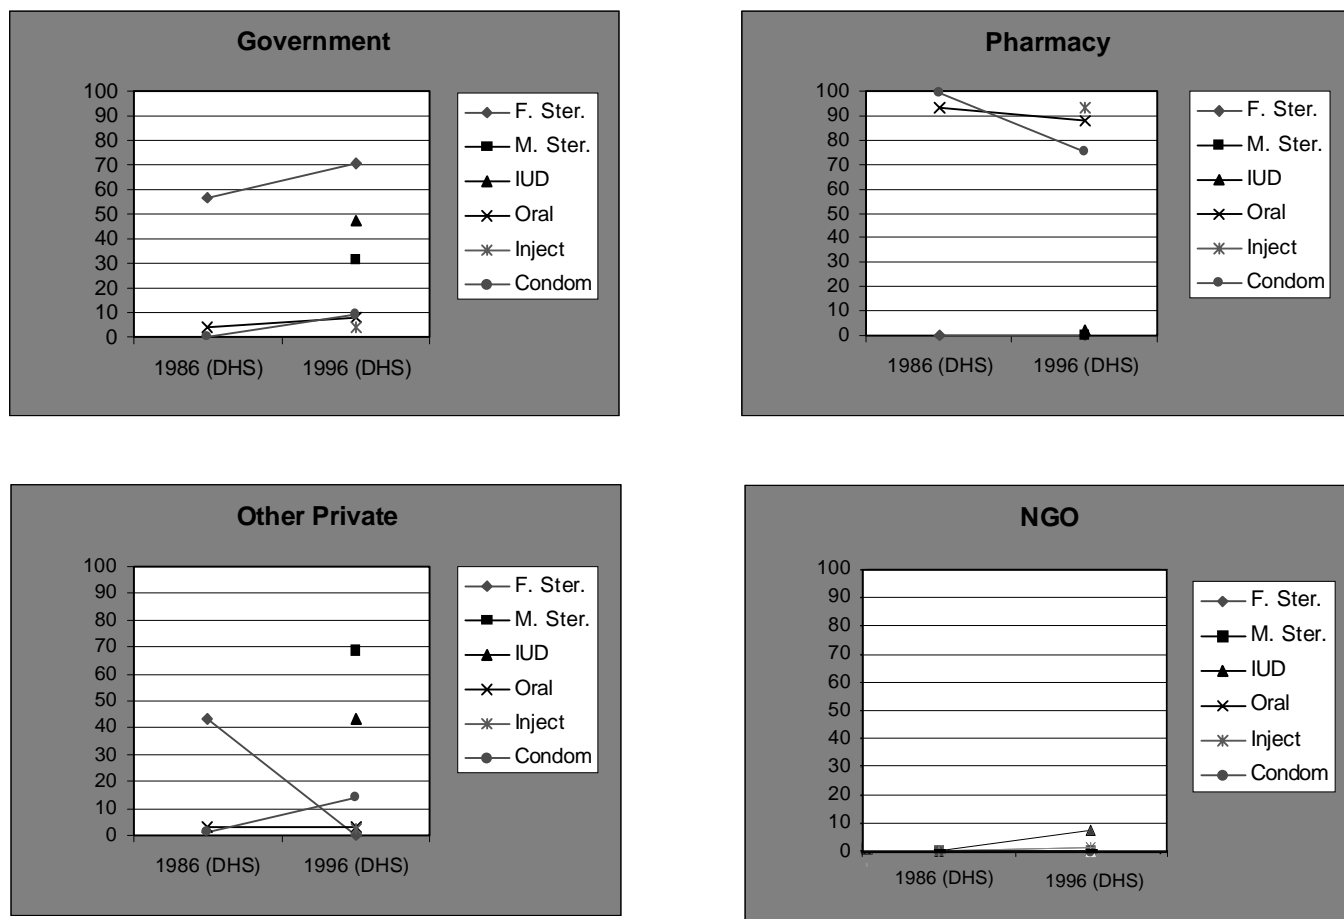 Government
100
90
80
70
60
50
40
30
20
10
0
1986 (DHS) 1996 (DHS)
F. Ster.
M. Ster.
IUD
Oral
Inject
Condom
Pharmacy
100
90
80
70
60
50
40
30
20
10
0
1986 (DHS) 1996 (DHS)
F. Ster.
M. Ster.
IUD
Oral
Inject
Condom
Other Private
100
90
80
70
60
50
40
30
20
10
0
1986 (DHS) 1996 (DHS)
F. Ster.
M. Ster.
IUD
Oral
Inject
Condom
NGO
100
90
80
70
60
50
40
30
20
10
0
1986 (DHS) 1996 (DHS)
F. Ster.
M. Ster.
IUD
Oral
Inject
Condom